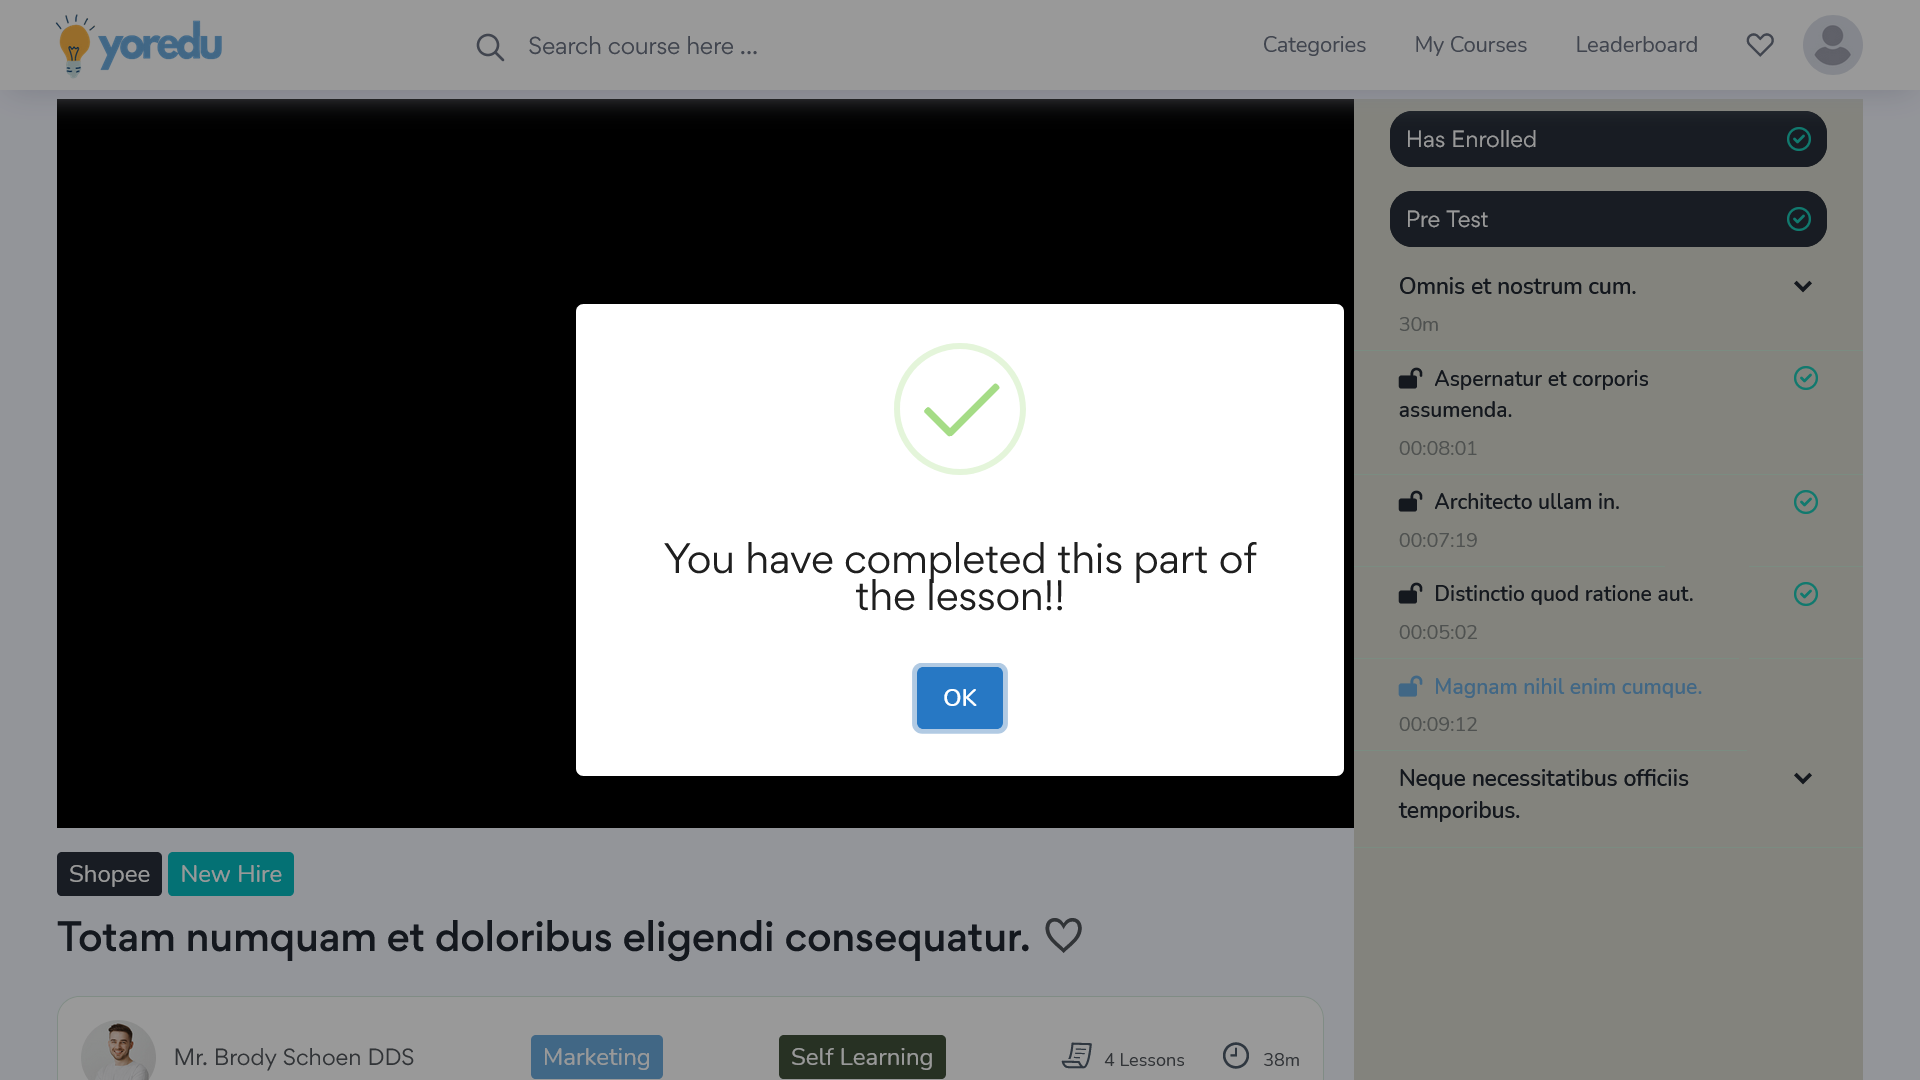 yoredu
Search course here ...
Categories
My Courses
Leaderboard
Has Enrolled
Pre Test
Omnis et nostrum cum.
30m
Aspernatur et corporis
assumenda.
00:08:01
Architecto ullam in.
00:07:19
Distinctio quod ratione aut.
00:05:02
Magnam nihil enim cumque.
00:09:12
Neque necessitatibus officiis
temporibus.
You have completed this part of
the lesson!!
OK
Shopee
New Hire
Totam numquam et doloribus eligendi consequatur.
Mr. Brody Schoen DDS
Marketing
Self Learning
4 Lessons
38m